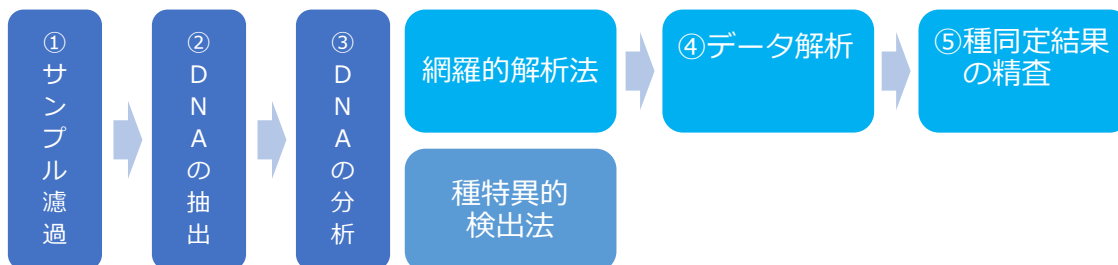 ①サンプル濾過
②DNAの抽出
③DNAの分析
網羅的解析法
④データ解析
⑤種同定結果
の精査
種特異的
検出法